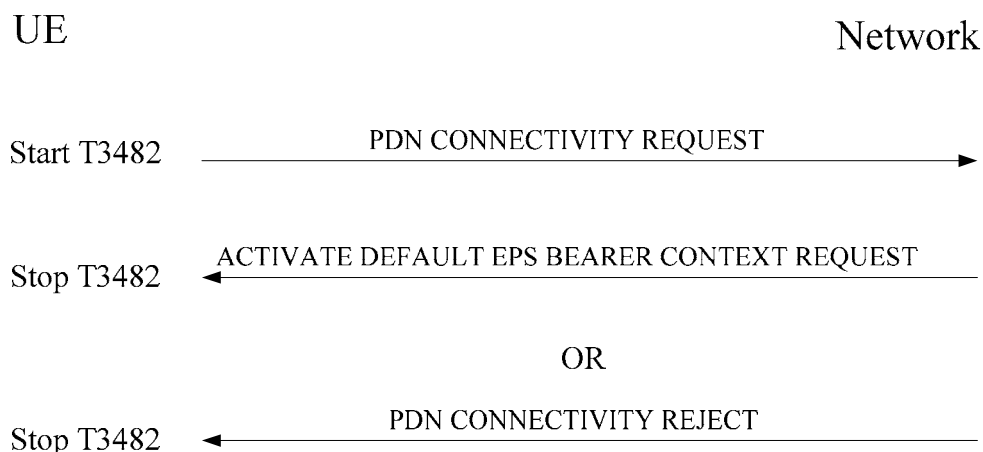 UE
Network
Start T3482
PDN CONNECTIVITY REQUEST
ACTIVATE DEFAULT EPS BEARER CONTEXT REQUEST
Stop T3482
OR
PDN CONNECTIVITY REJECT
Stop T3482